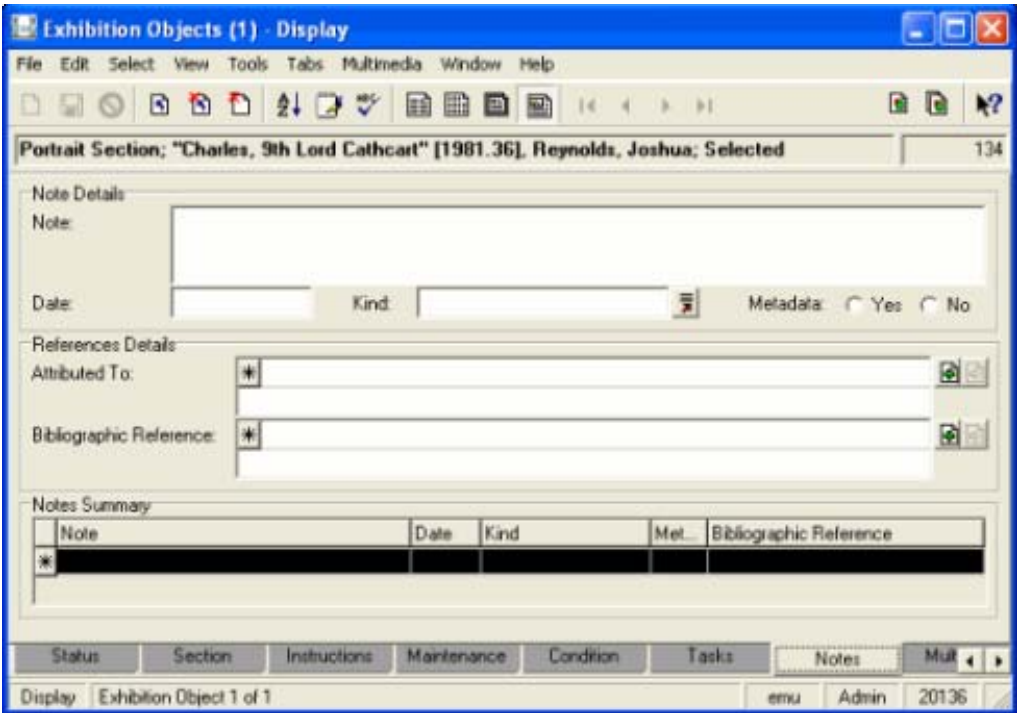 Exhibition Objects (1) - Display
File Edit Select View Tools Tabs Multimedia Window Help
Portrait Section; "Charles, 9th Lord Cathcart" [1981.36], Reynolds, Joshua; Selected 134
Note Details
Note:
Date: Kind: Metadata: Yes No
References Details
Attributed To:
Bibliographic Reference:
Notes Summary
Note Date Kind Met... Bibliographic Reference
Status Section Instructions Maintenance Condition Tasks Notes Mult
Display Exhibition Object 1 of 1 emu Admin 20136